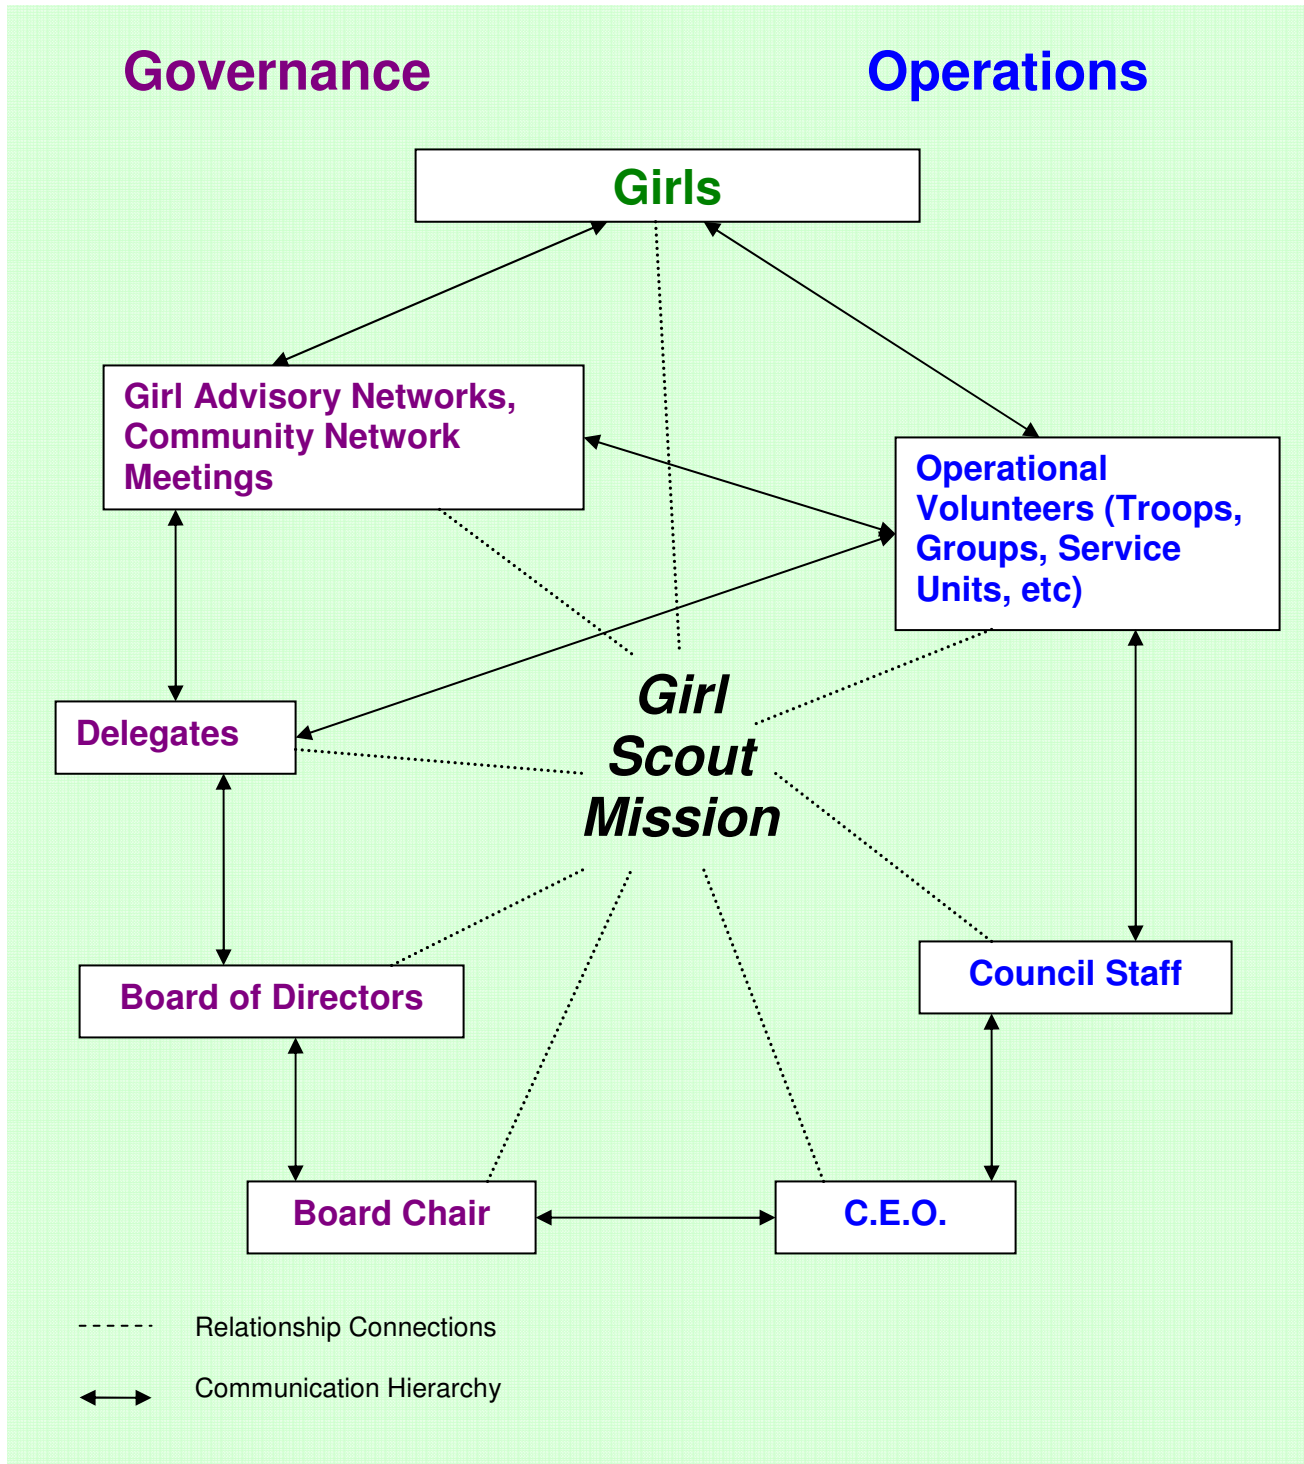 Governance
Operations
Girls
Girl Advisory Networks,
Community Network
Meetings
Operational
Volunteers (Troops,
Groups, Service
Units, etc)
Delegates
Girl
Scout
Mission
Board of Directors
Council Staff
Board Chair
C.E.O.
Relationship Connections
Communication Hierarchy